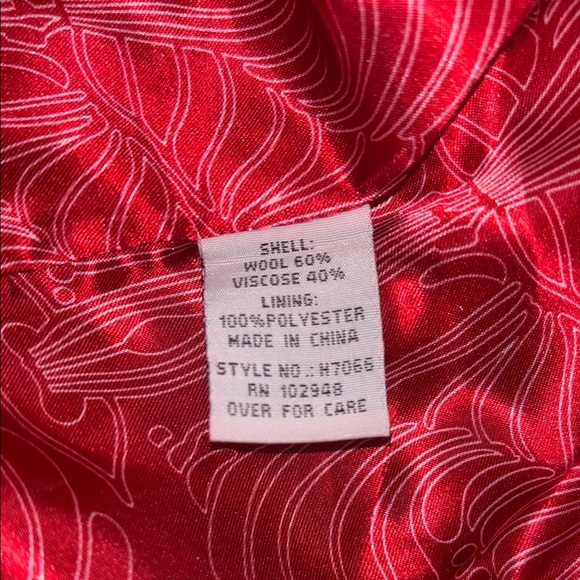 SHELL:
WOOL 60%
VISCOSE 40%
LINING:
100%POLYESTER
MADE IN CHINA
STYLE NO.: H7066
RN 102948
OVER FOR CARE